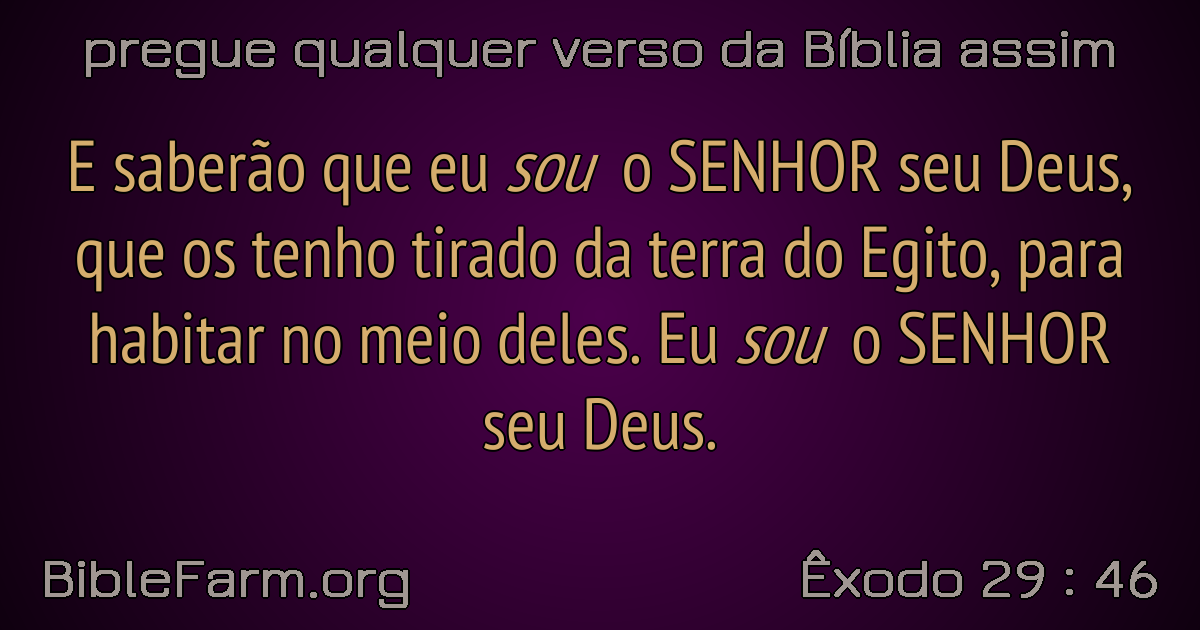 pregue qualquer verso da Bíblia assim
E saberão que eu sou o SENHOR seu Deus,
que os tenho tirado da terra do Egito, para
habitar no meio deles. Eu sou o SENHOR
seu Deus.
BibleFarm.org
Êxodo 29 : 46